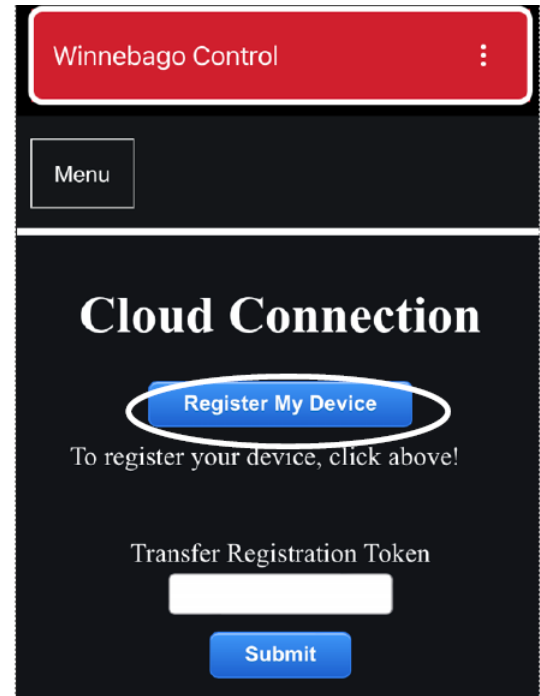 Winnebago Control
Menu
Cloud Connection
Register My Device
To register your device, click above!
Transfer Registration Token
Submit